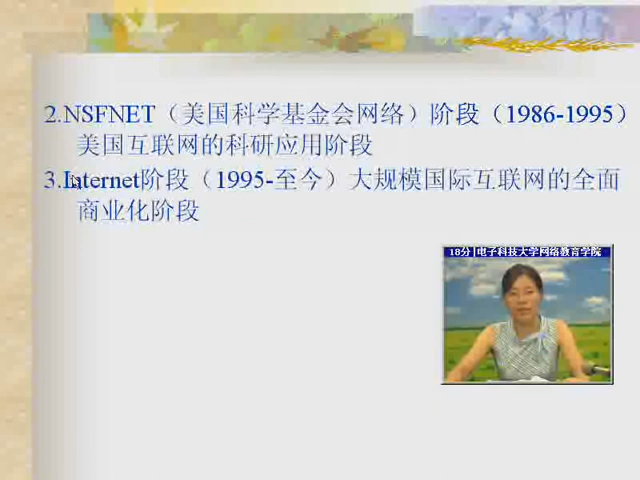 2.NSFNET（美国科学基金会网络）阶段（1986-1995）
美国互联网的科研应用阶段
3.Internet阶段（1995-至今）大规模国际互联网的全面
商业化阶段
18分|电子科技大学网络教育学院